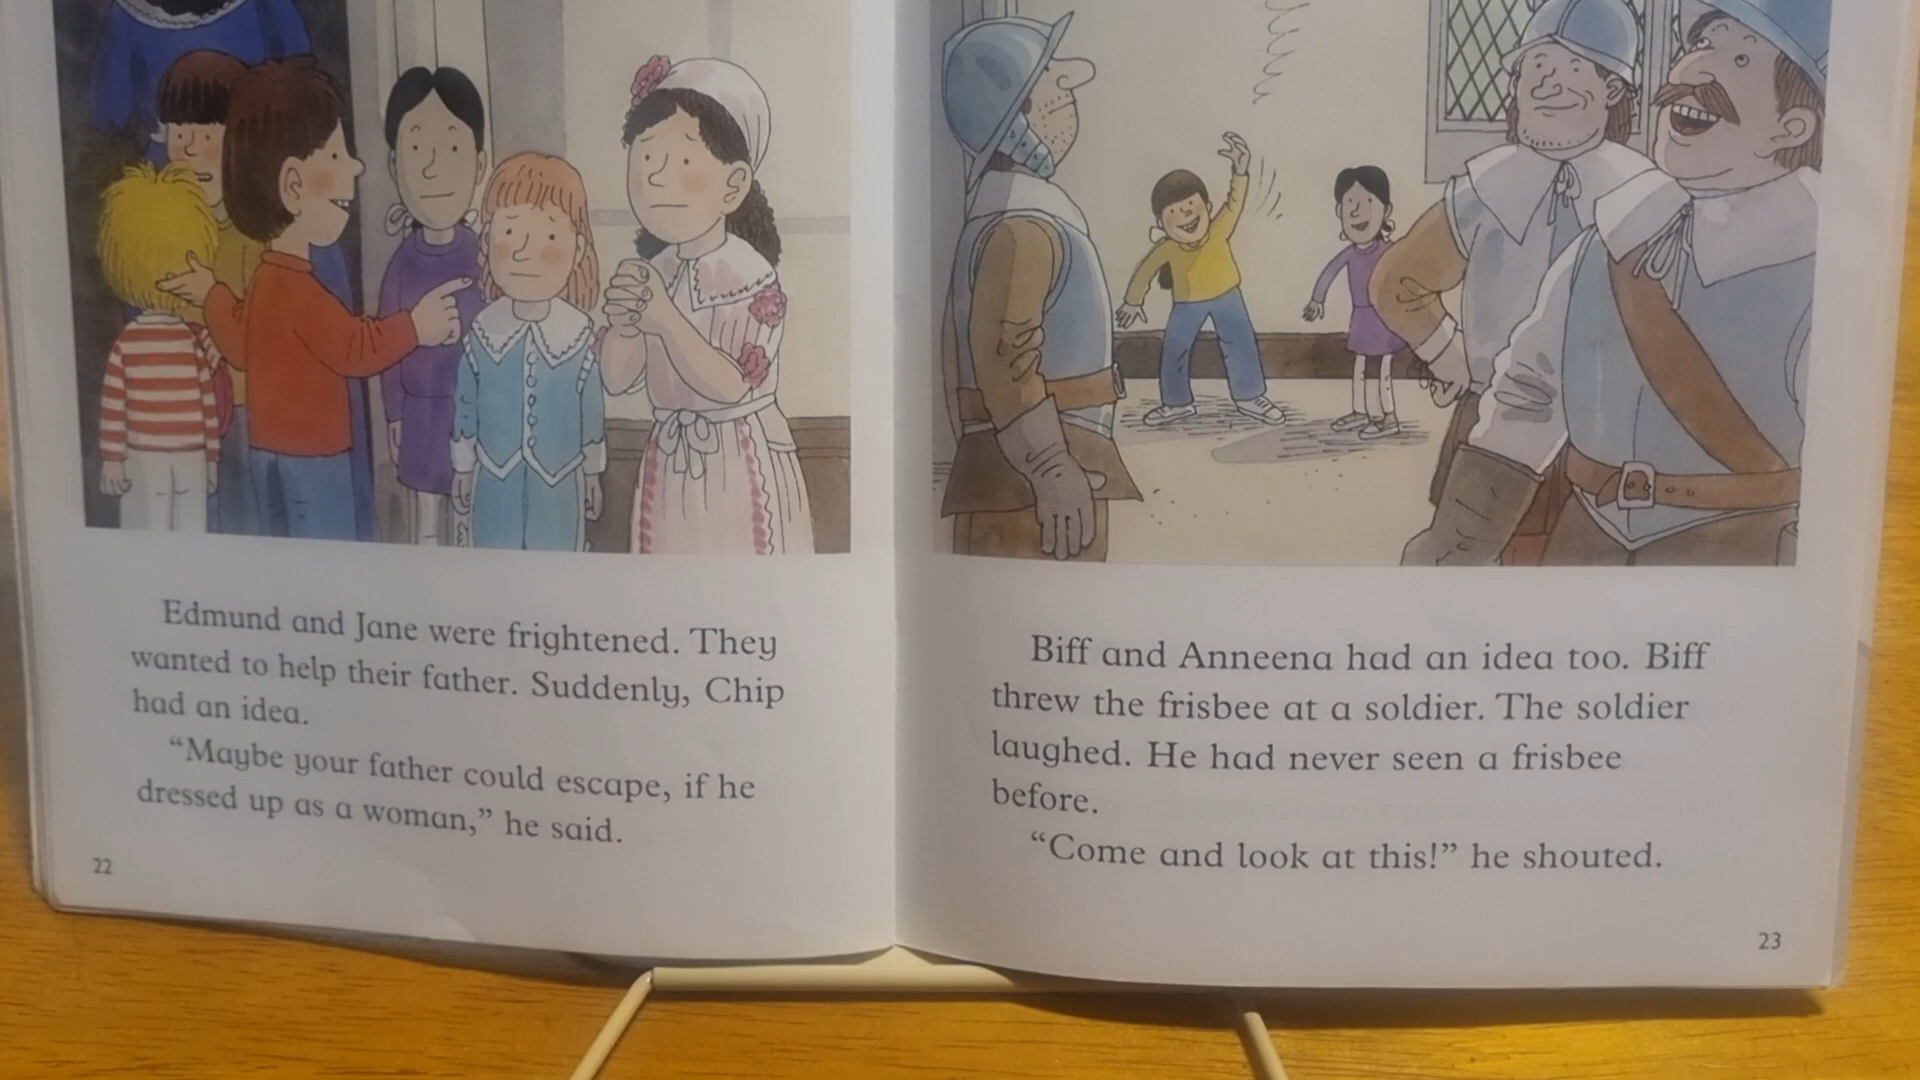 Edmund and Jane were frightened. They
wanted to help their father. Suddenly, Chip
had an idea.
“Maybe your father could escape, if he
dressed up as a woman,” he said.
22
Biff and Anneena had an idea too. Biff
threw the frisbee at a soldier. The soldier
laughed. He had never seen a frisbee
before.
“Come and look at this!” he shouted.
23